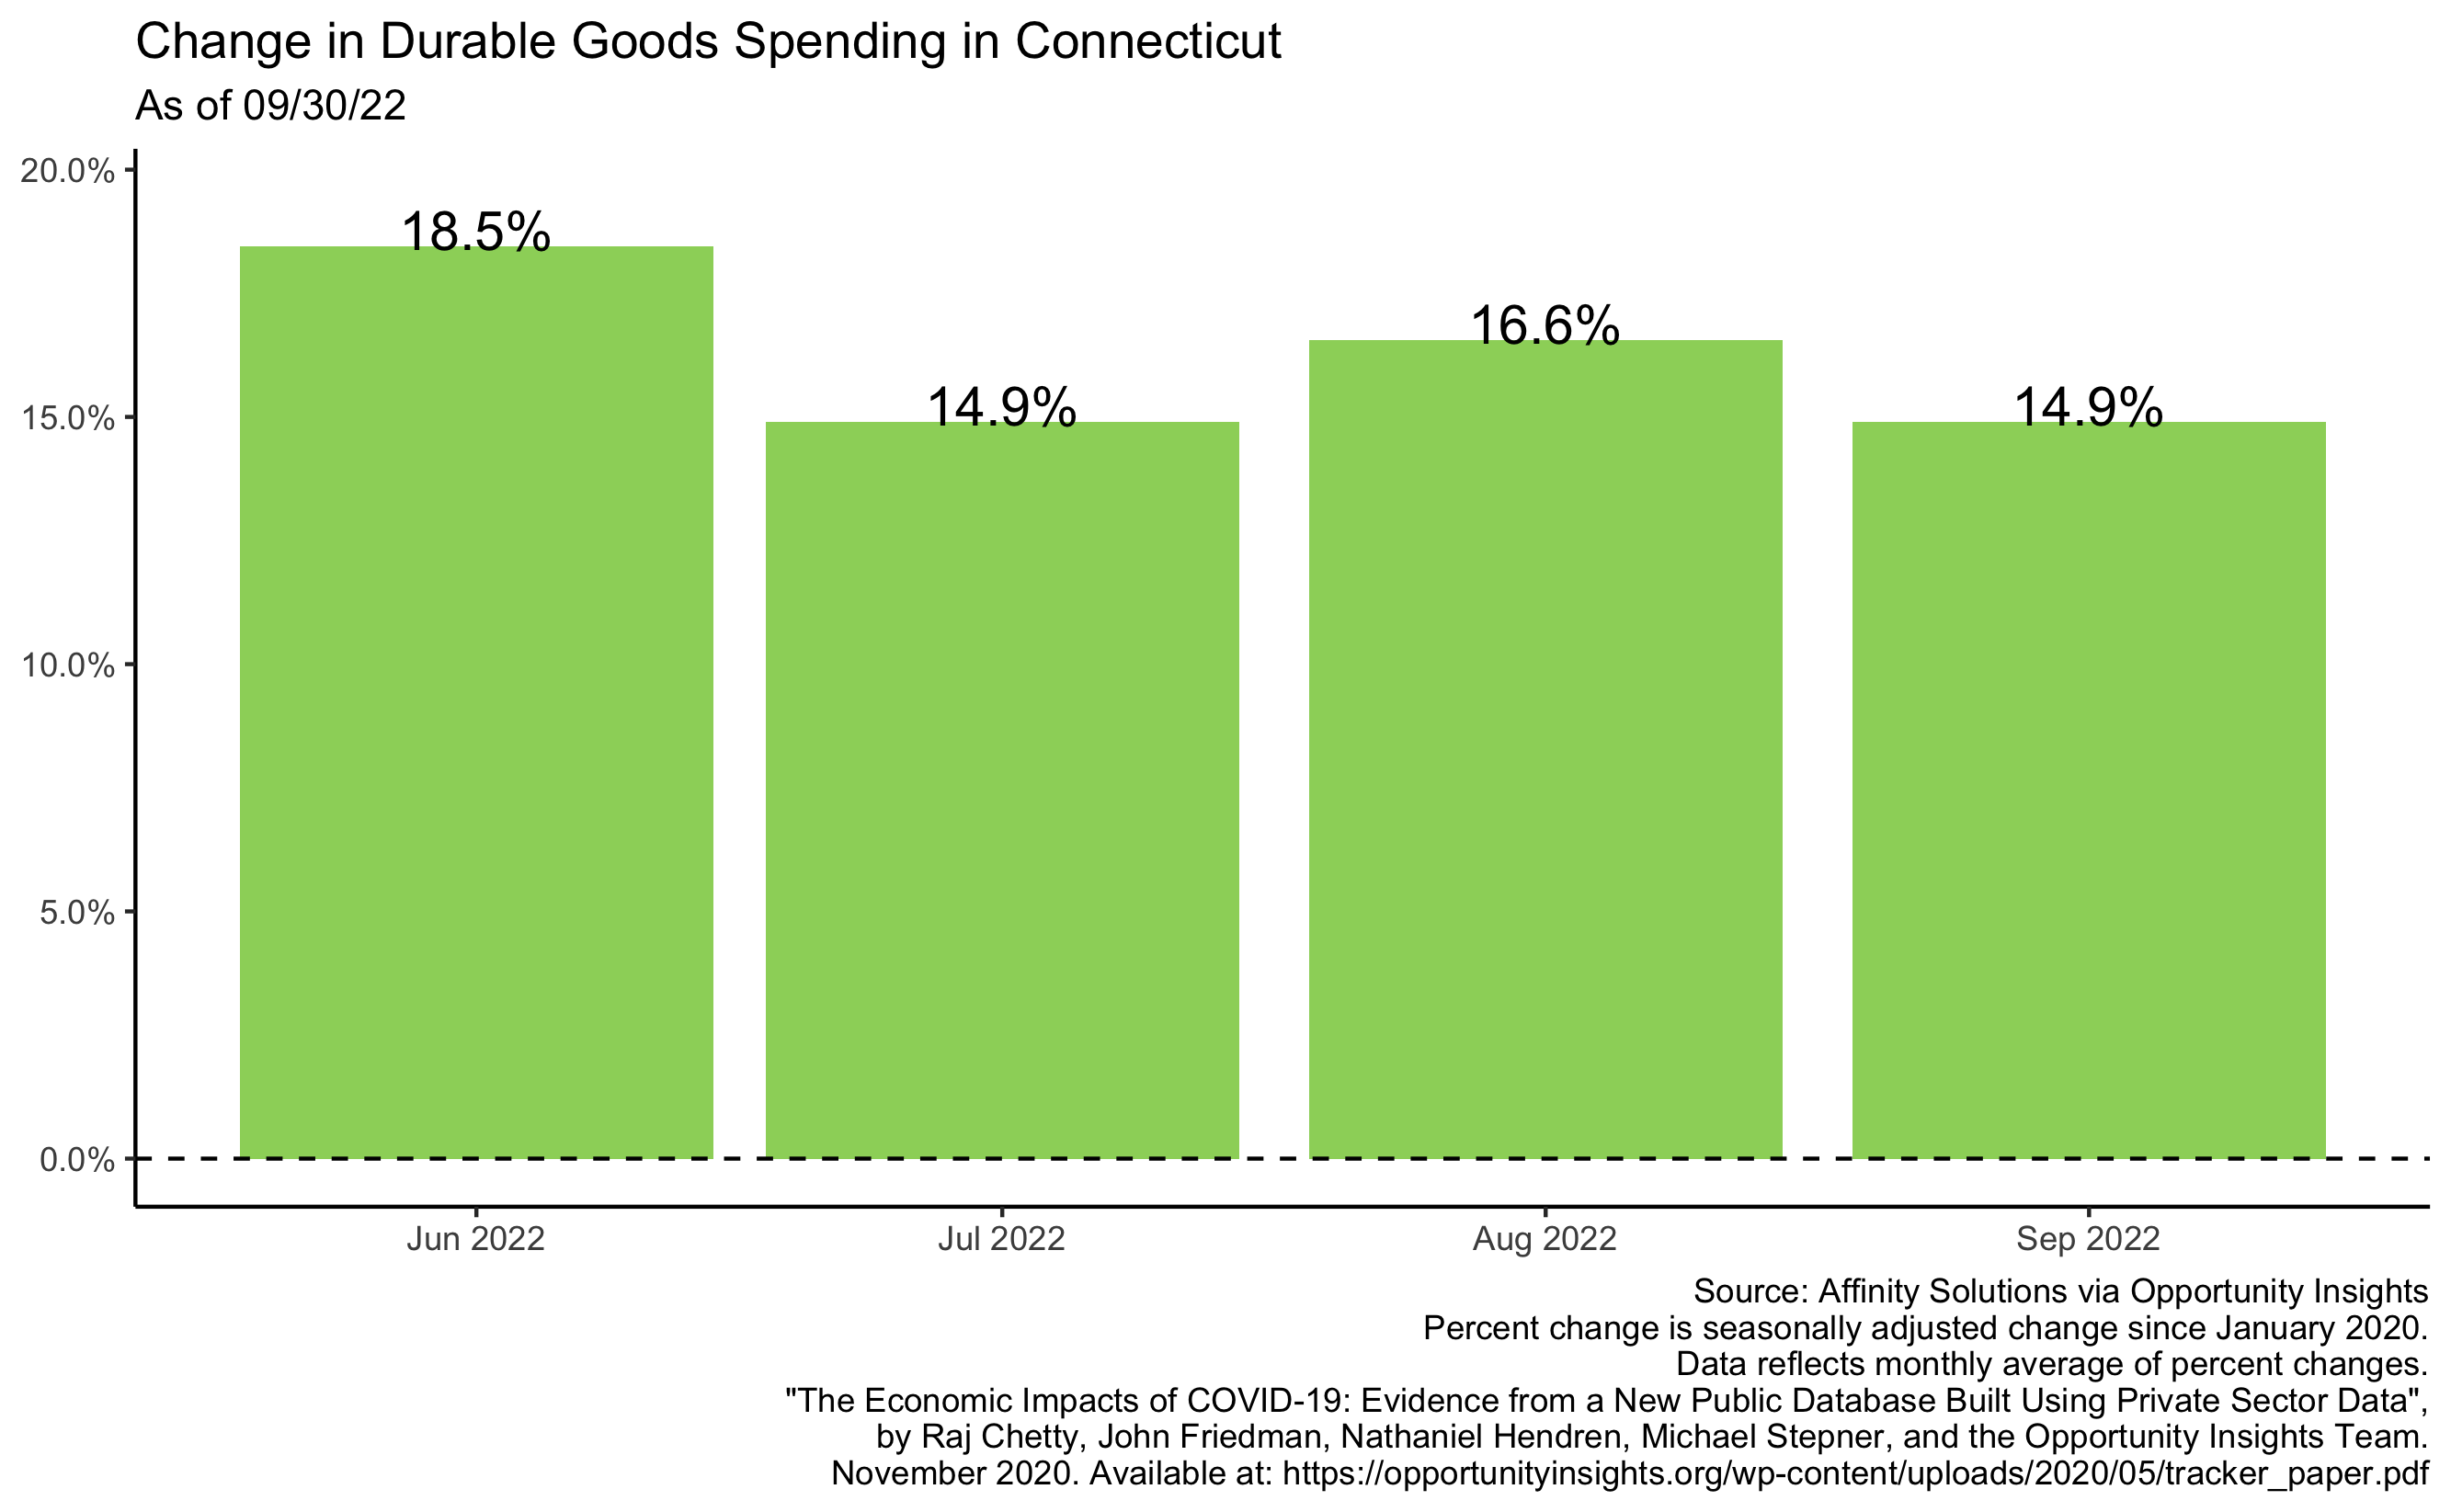 Change in Durable Goods Spending in Connecticut
As of 09/30/22
20.0%
15.0%
10.0%
5.0%
0.0%
18.5%
14.9%
16.6%
14.9%
Jun 2022
Jul 2022
Aug 2022
Sep 2022
Source: Affinity Solutions via Opportunity Insights
Percent change is seasonally adjusted change since January 2020.
Data reflects monthly average of percent changes.
"The Economic Impacts of COVID-19: Evidence from a New Public Database Built Using Private Sector Data",
by Raj Chetty, John Friedman, Nathaniel Hendren, Michael Stepner, and the Opportunity Insights Team.
November 2020. Available at: https://opportunityinsights.org/wp-content/uploads/2020/05/tracker_paper.pdf